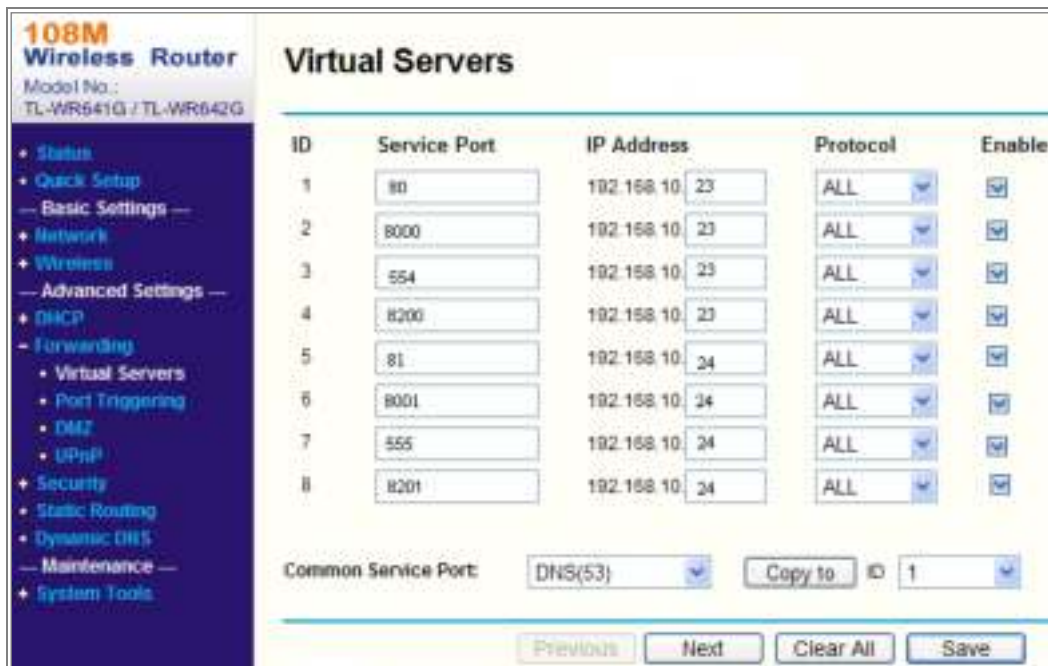 108M
Wireless Router
Model No.:
TL-WR641G / TL-WR642G
• Status
• Quick Setup
--- Basic Settings ---
+ Network
+ Wireless
--- Advanced Settings ---
+ DHCP
- Forwarding
• Virtual Servers
• Port Triggering
• DMZ
• UPnP
+ Security
• Static Routing
• Dynamic DNS
--- Maintenance ---
+ System Tools
Virtual Servers
ID Service Port IP Address Protocol Enable
1 80 192.168.10. 23 ALL
2 8000 192.168.10. 23 ALL
3 554 192.168.10. 23 ALL
4 8200 192.168.10. 23 ALL
5 81 192.168.10. 24 ALL
6 8001 192.168.10. 24 ALL
7 555 192.168.10. 24 ALL
8 8201 192.168.10. 24 ALL
Common Service Port: DNS(53) Copy to ID 1
Previous Next Clear All Save